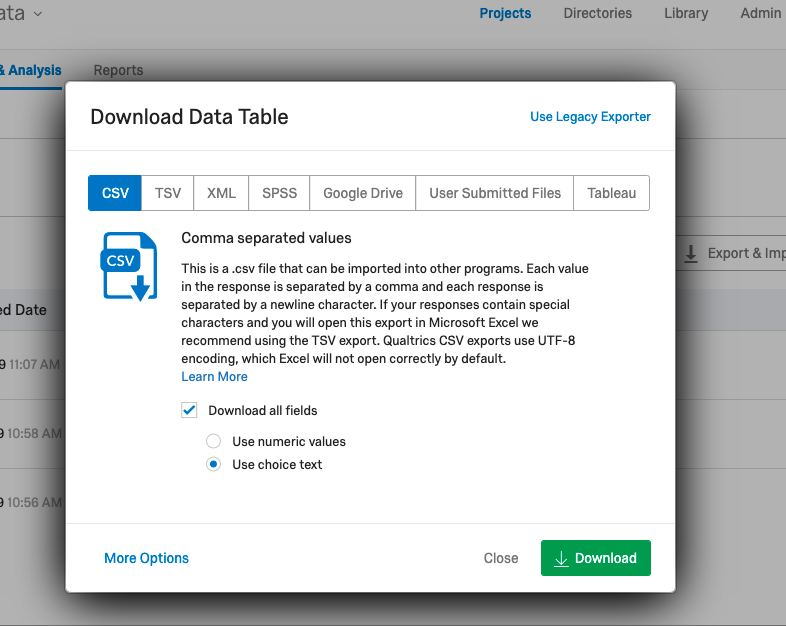 Projects Directories Library Admin
& Analysis Reports
Download Data Table
Use Legacy Exporter
CSV TSV XML SPSS Google Drive User Submitted Files Tableau
CSV
Comma separated values
This is a .csv file that can be imported into other programs. Each value
in the response is separated by a comma and each response is
separated by a newline character. If your responses contain special
characters and you will open this export in Microsoft Excel we
recommend using the TSV export. Qualtrics CSV exports use UTF-8
encoding, which Excel will not open correctly by default.
Learn More
Export &
Date
9 11:07 AM
9 10:58 AM
9 10:56 AM
Download all fields
Use numeric values
Use choice text
More Options
Close
Download